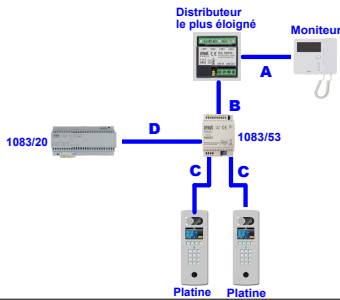 Distributeur
le plus éloigné
Moniteur
A
B
D
1083/20
1083/53
C
C
Platine
Platine